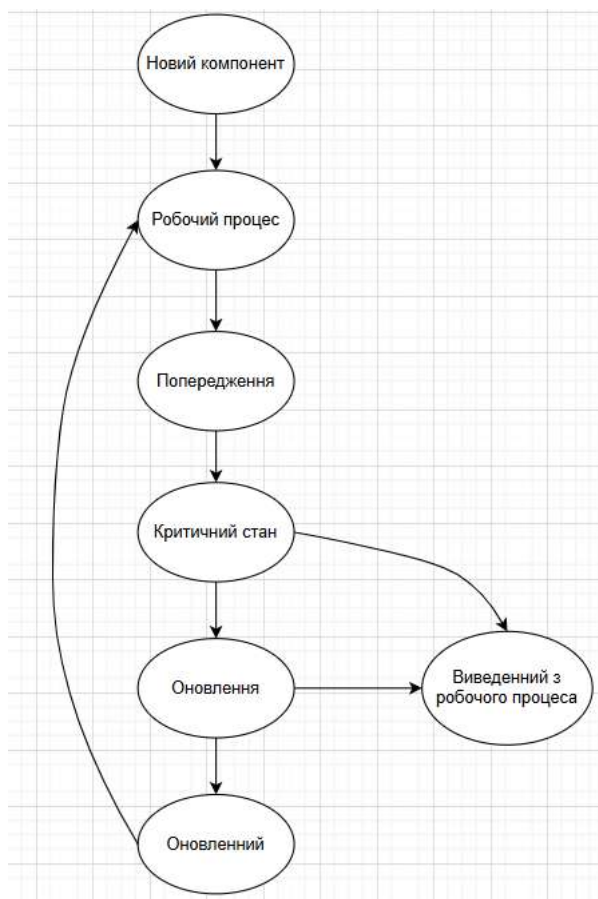 Новий компонент
Робочий процес
Попередження
Критичний стан
Оновлення
Виведенний з
робочого процеса
Оновленний